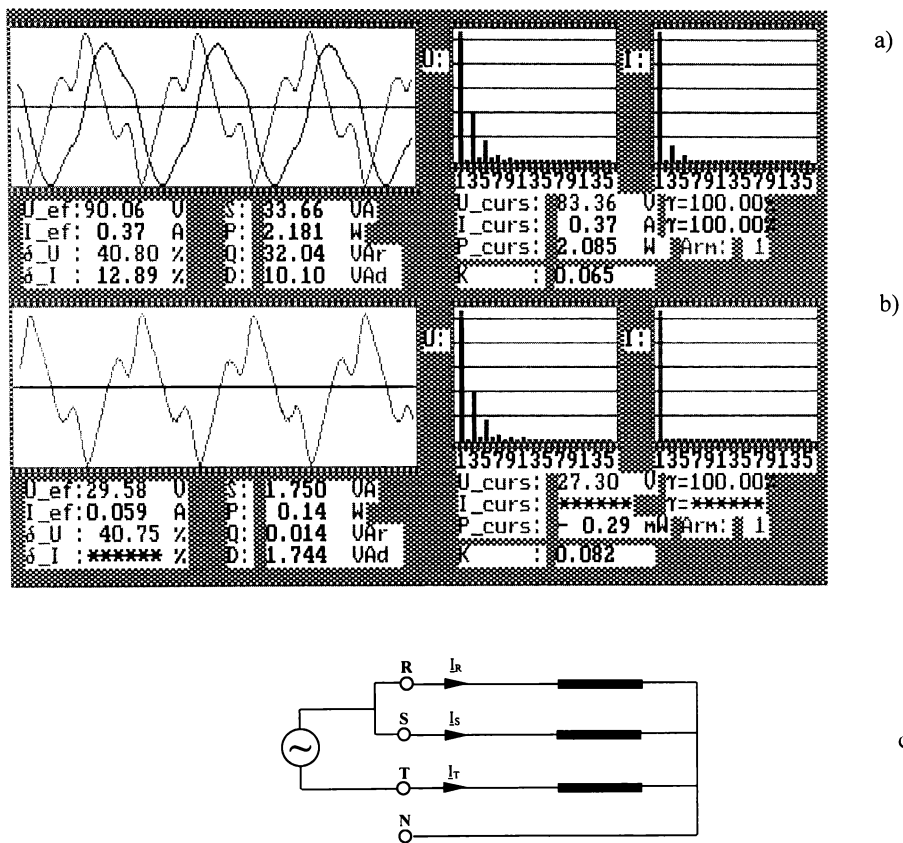 a)
U: I:
13579135791 35 13579135791 35
U_ef:90.06 V S: 33.66 VA U_curs: 83.36 V γ=100.00%
I_ef: 0.37 A P: 2.181 W I_curs: 0.37 A γ=100.00%
δ_U : 40.80 % Q: 32.04 VAr P_curs: 2.085 W Arm: 1
δ_I : 12.89 % D: 10.10 VAd K : 0.065
b)
U: I:
1357913579135 1357913579135
U_ef:29.58 V S: 1.750 VA U_curs: 27.30 V γ=100.00%
I_ef:0.059 A P: 0.14 W I_curs: ****** γ=******
δ_U : 40.75 % Q: 0.014 VAr P_curs: - 0.29 mW Arm: 1
δ_I :****** % D: 1.744 VAd K : 0.082
R I_R
S I_S
c
T I_T
N